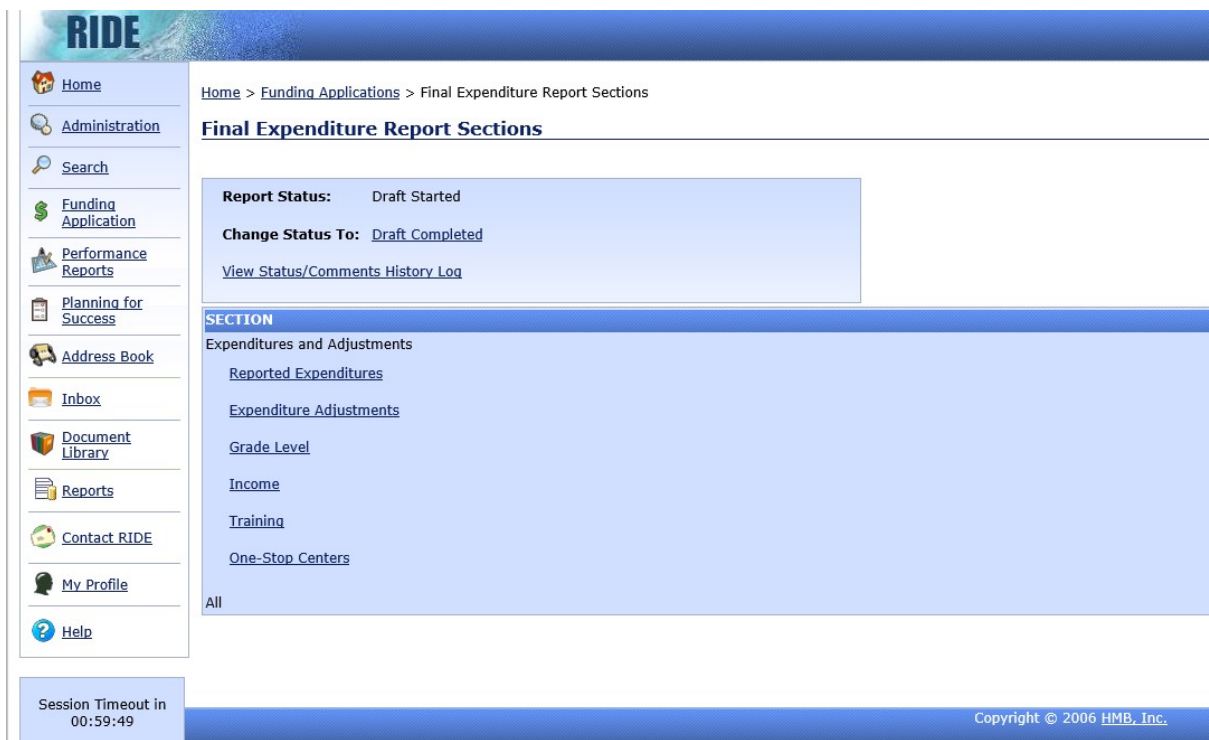 RIDE
Home
Administration
Search
Funding
Application
Performance
Reports
Planning for
Success
Address Book
Inbox
Document
Library
Reports
Contact RIDE
My Profile
Help
Session Timeout in
00:59:49
Home > Funding Applications > Final Expenditure Report Sections
Final Expenditure Report Sections
Report Status: Draft Started
Change Status To: Draft Completed
View Status/Comments History Log
SECTION
Expenditures and Adjustments
Reported Expenditures
Expenditure Adjustments
Grade Level
Income
Training
One-Stop Centers
All
Copyright © 2006 HMB, Inc.